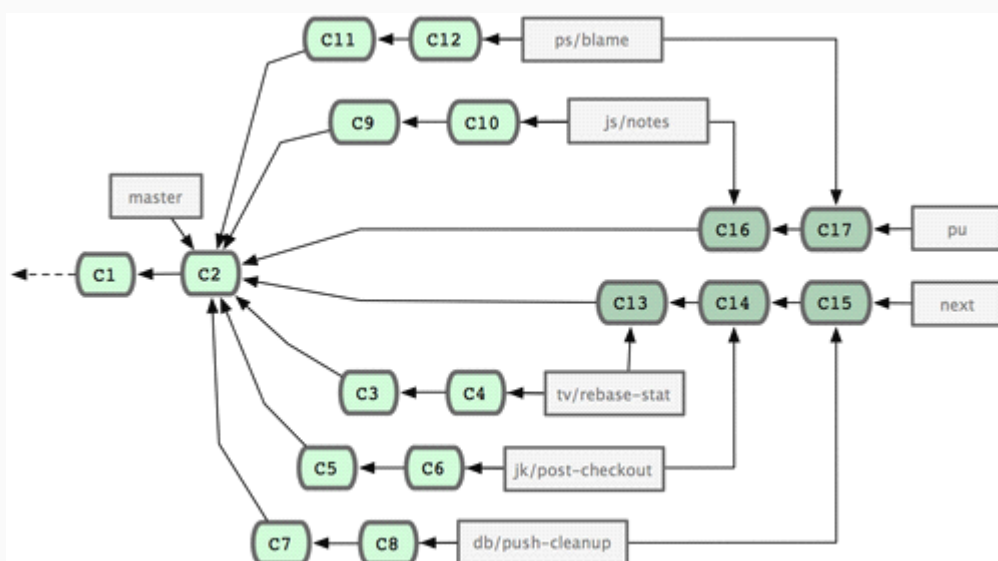 C11 C12 ps/blame
C9 C10 js/notes
master
C16 C17 pu
C1 C2
C13 C14 C15 next
C3 C4 tv/rebase-stat
C5 C6 jk/post-checkout
C7 C8 db/push-cleanup